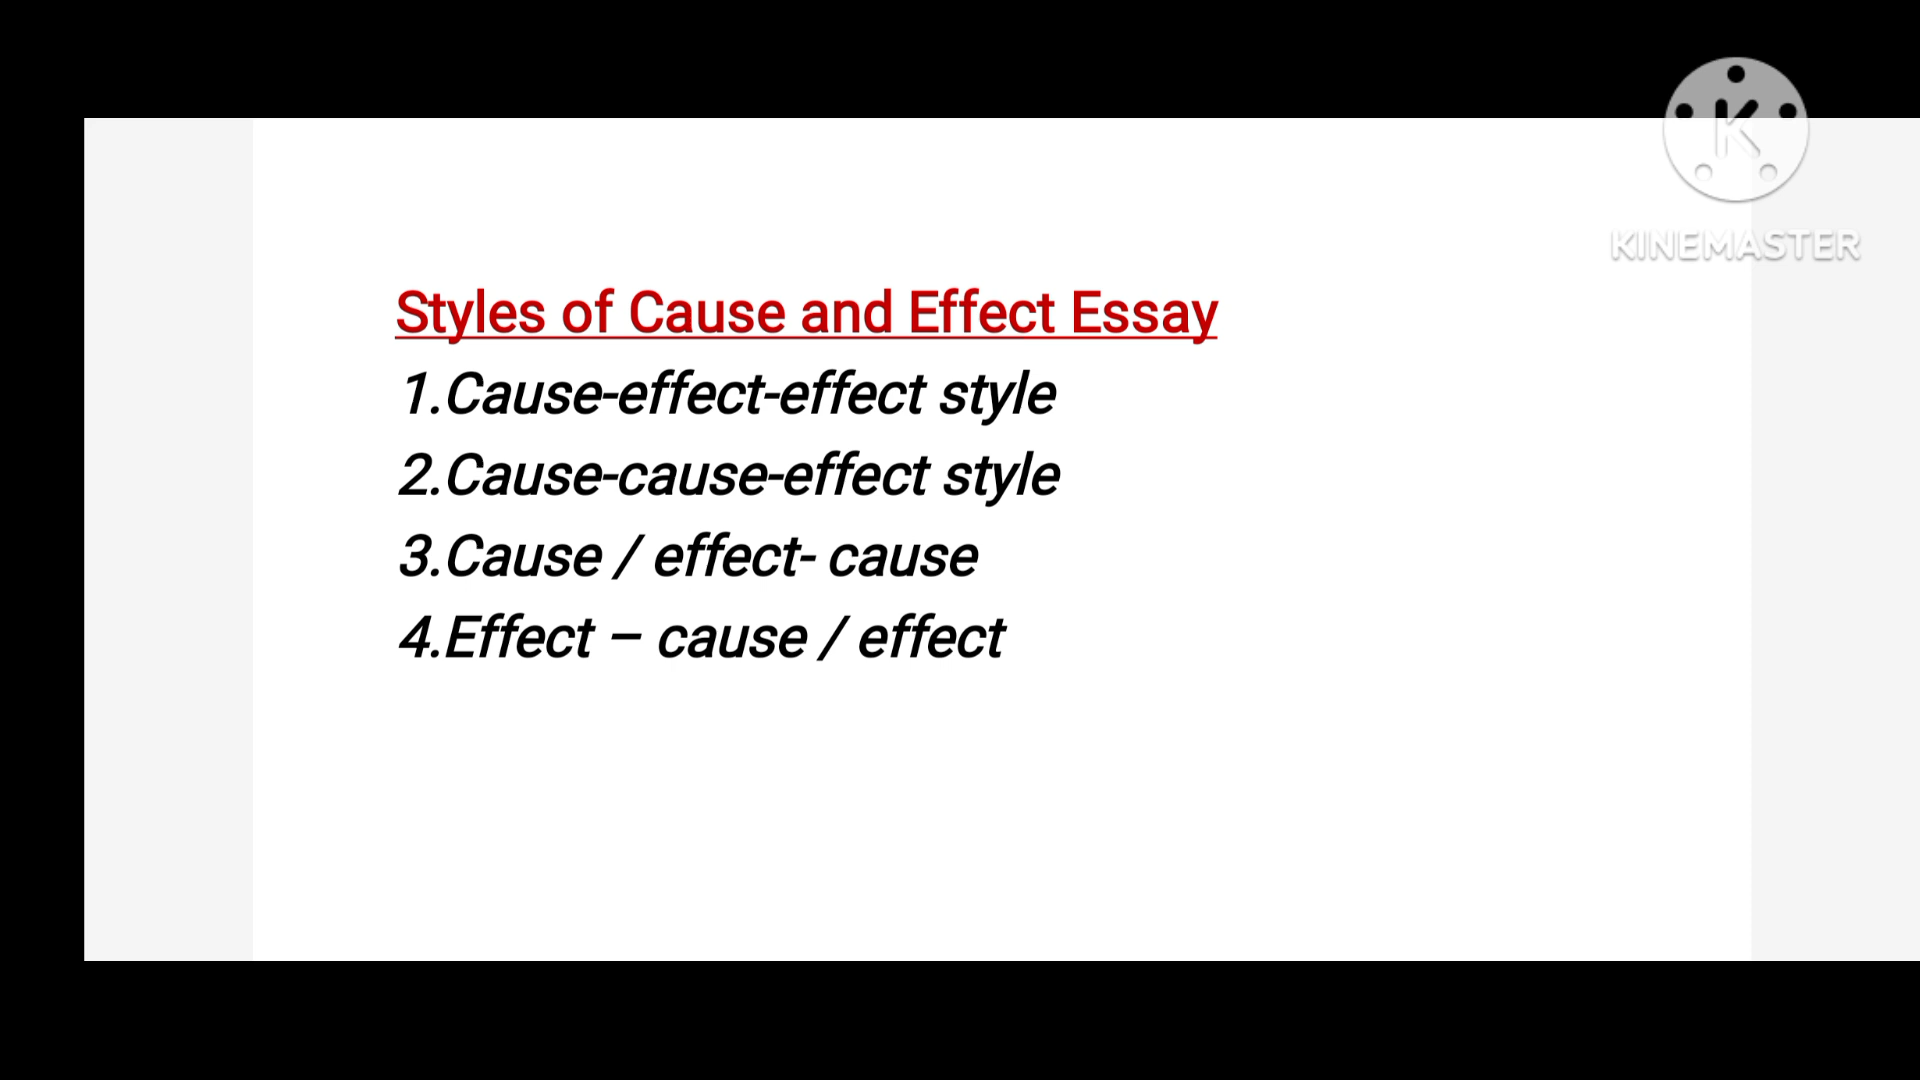 KINEMASTER
Styles of Cause and Effect Essay
1.Cause-effect-effect style
2.Cause-cause-effect style
3.Cause / effect- cause
4.Effect – cause / effect